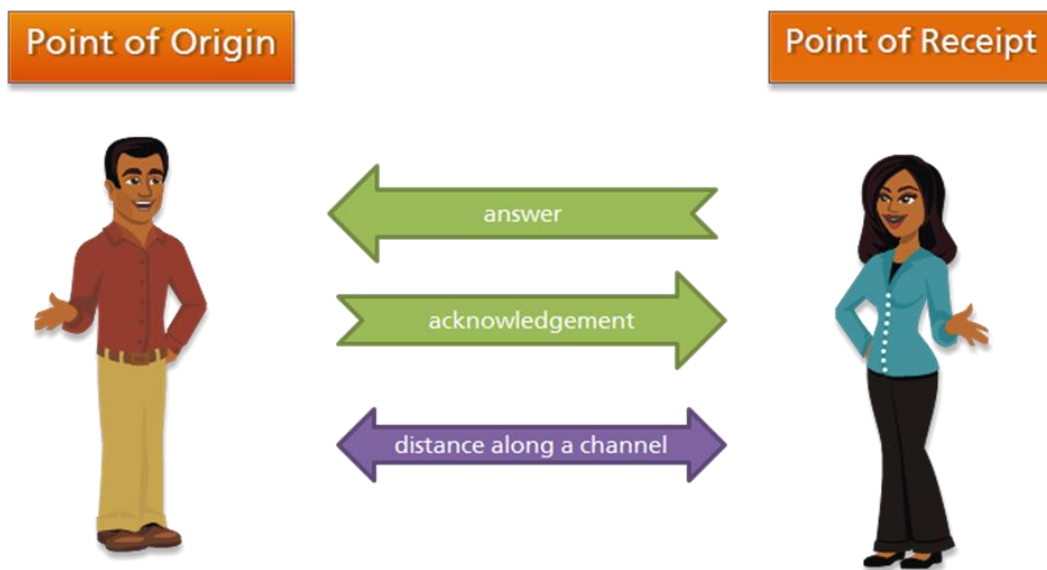 Point of Origin
Point of Receipt
answer
acknowledgement
distance along a channel